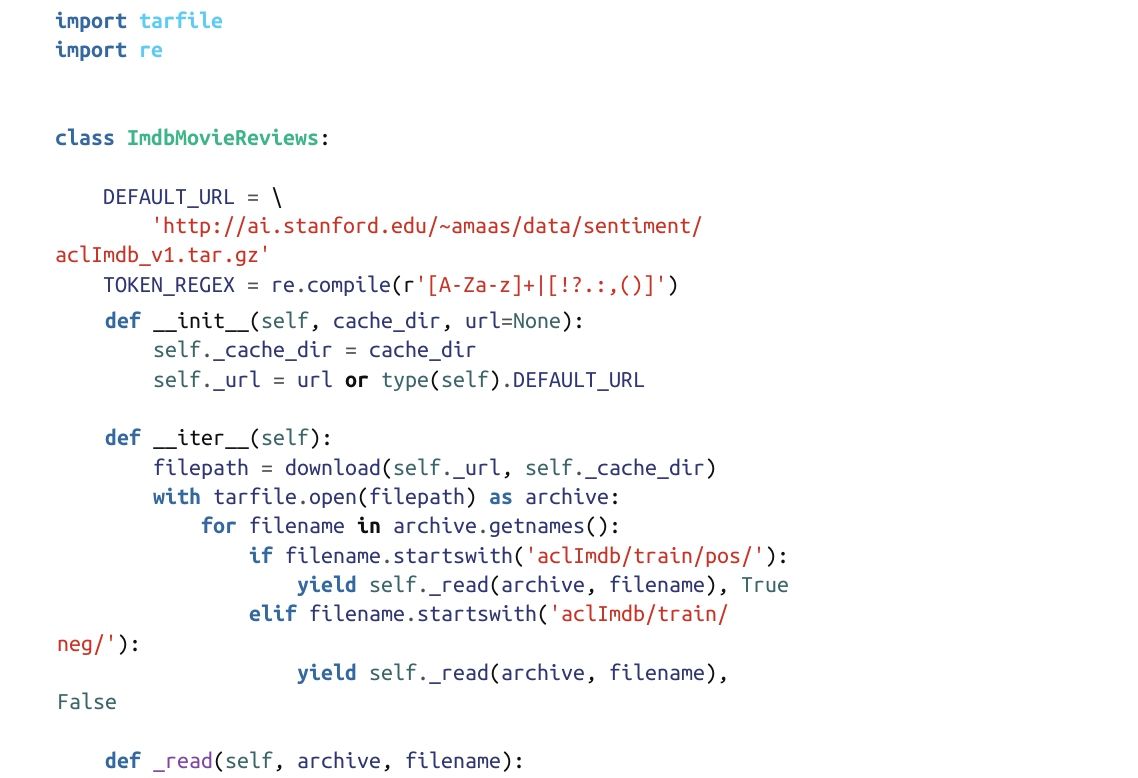 import tarfile
import re
class ImdbMovieReviews:
    DEFAULT_URL = \
        'http://ai.stanford.edu/~amaas/data/sentiment/
aclImdb_v1.tar.gz'
    TOKEN_REGEX = re.compile(r'[A-Za-z]+|[!?.:,()]')
    def __init__(self, cache_dir, url=None):
        self._cache_dir = cache_dir
        self._url = url or type(self).DEFAULT_URL
    def __iter__(self):
        filepath = download(self._url, self._cache_dir)
        with tarfile.open(filepath) as archive:
            for filename in archive.getnames():
                if filename.startswith('aclImdb/train/pos/'):
                    yield self._read(archive, filename), True
                elif filename.startswith('aclImdb/train/
neg/'):
                    yield self._read(archive, filename),
False
    def _read(self, archive, filename):